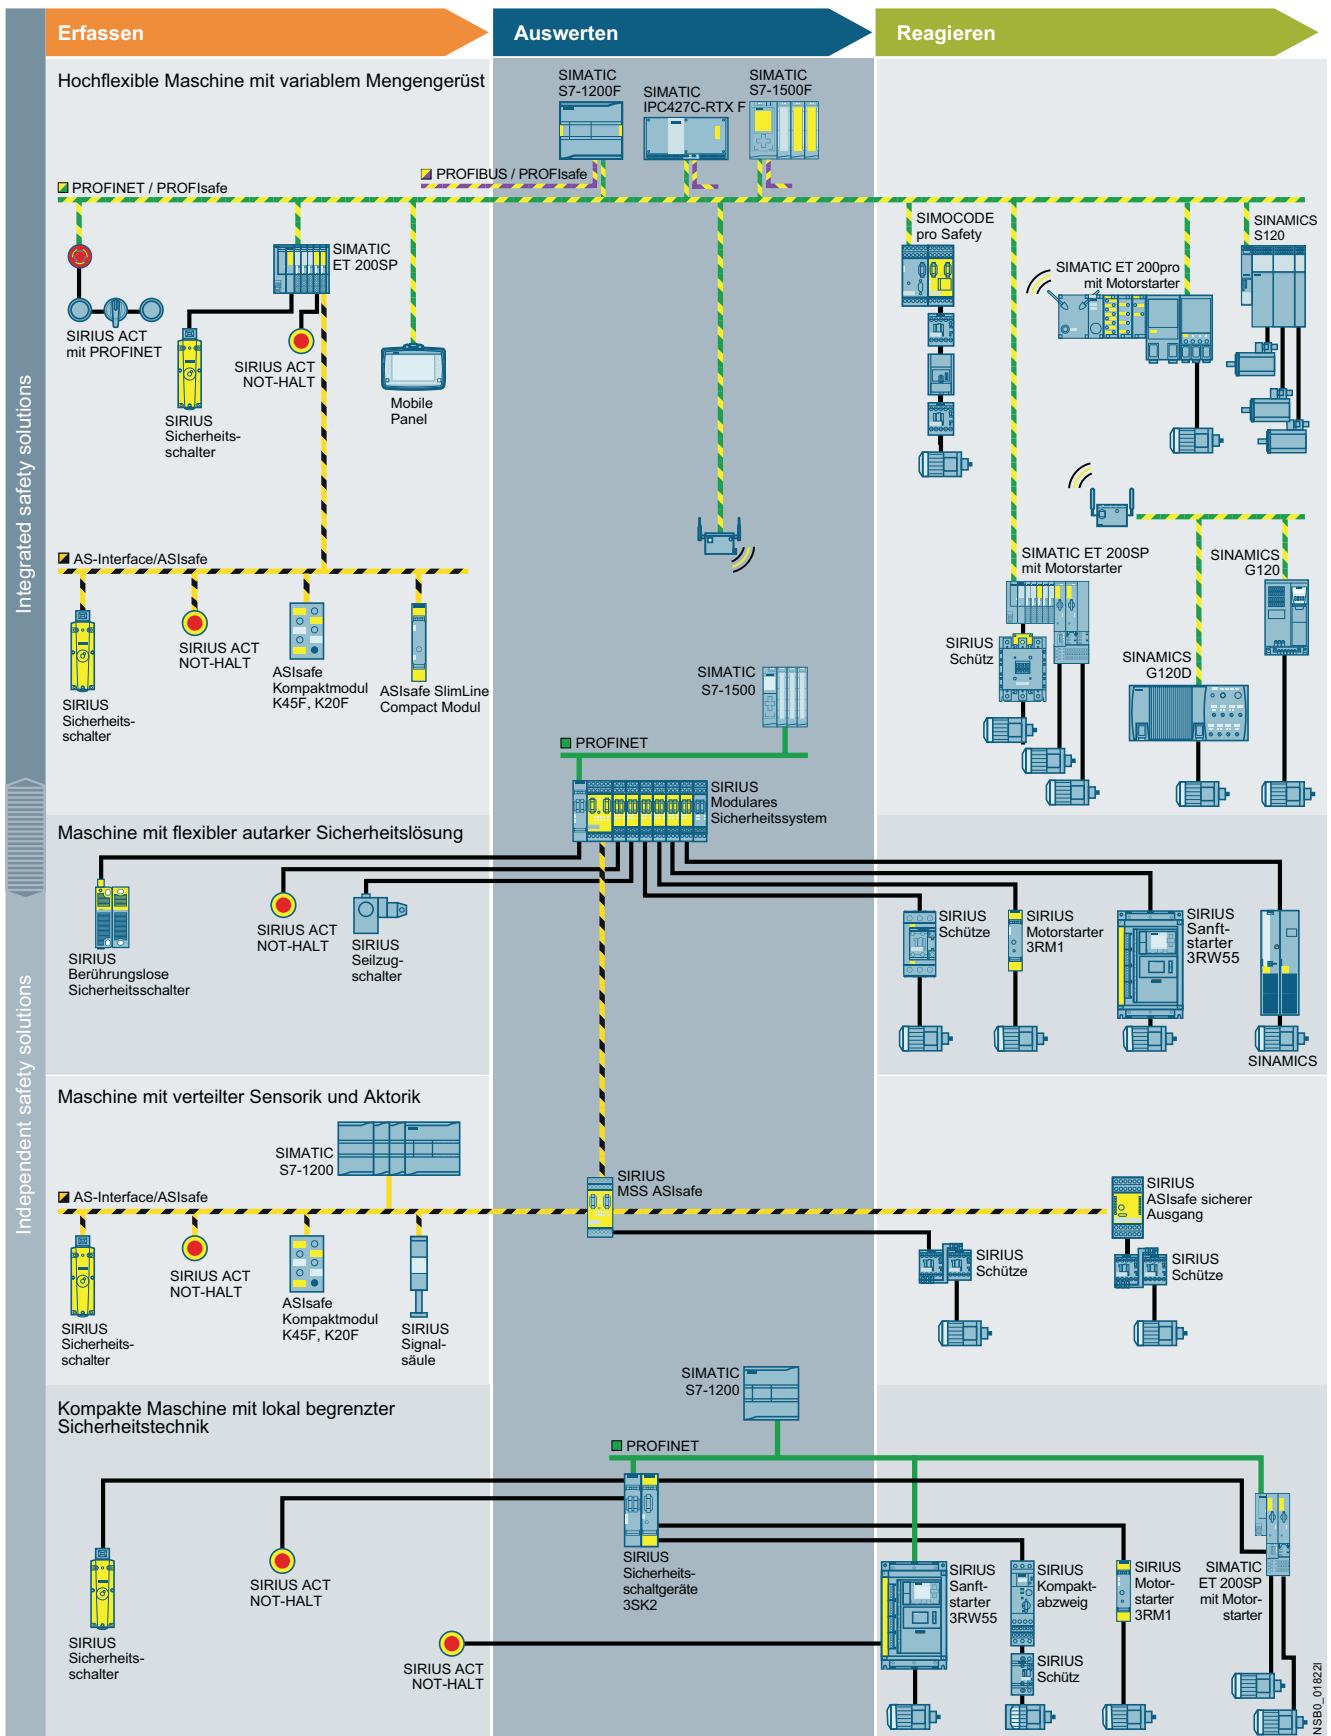 Erfassen
Auswerten
Reagieren
Integrated safety solutions
Independent safety solutions
Hochflexible Maschine mit variablem Mengengerüst
SIMATIC
S7-1200F
SIMATIC
IPC427C-RTX F
SIMATIC
S7-1500F
PROFIBUS / PROFIsafe
PROFINET / PROFIsafe
SIRIUS ACT
mit PROFINET
SIMATIC
ET 200SP
SIRIUS
Sicherheits-
schalter
SIRIUS ACT
NOT-HALT
Mobile
Panel
SIMOCODE
pro Safety
SIMATIC ET 200pro
mit Motorstarter
SINAMICS
S120
AS-Interface/ASIsafe
SIRIUS
Sicherheits-
schalter
SIRIUS ACT
NOT-HALT
ASIsafe
Kompaktmodul
K45F, K20F
ASIsafe SlimLine
Compact Modul
SIMATIC ET 200SP
mit Motorstarter
SIRIUS
Schütz
SINAMICS
G120
SINAMICS
G120D
SIMATIC
S7-1500
PROFINET
SIRIUS
Modulares
Sicherheitssystem
Maschine mit flexibler autarker Sicherheitslösung
SIRIUS
Berührungslose
Sicherheitsschalter
SIRIUS ACT
NOT-HALT
SIRIUS
Seilzug-
schalter
SIRIUS
Schütze
SIRIUS
Motorstarter
3RM1
SIRIUS
Sanft-
starter
3RW55
SINAMICS
Maschine mit verteilter Sensorik und Aktorik
SIMATIC
S7-1200
AS-Interface/ASIsafe
SIRIUS
Sicherheits-
schalter
SIRIUS ACT
NOT-HALT
ASIsafe
Kompaktmodul
K45F, K20F
SIRIUS
Signal-
säule
SIRIUS
MSS ASIsafe
SIRIUS
Schütze
SIRIUS
ASIsafe sicherer
Ausgang
SIRIUS
Schütze
Kompakte Maschine mit lokal begrenzter
Sicherheitstechnik
SIMATIC
S7-1200
PROFINET
SIRIUS
Sicherheits-
schalter
SIRIUS ACT
NOT-HALT
SIRIUS ACT
NOT-HALT
SIRIUS
Sicherheits-
schaltgeräte
3SK2
SIRIUS
Sanft-
starter
3RW55
SIRIUS
Kompakt-
abzweig
SIRIUS
Schütz
SIRIUS
Motor-
starter
3RM1
SIMATIC
ET 200SP
mit Motor-
starter
NSB0_01822l